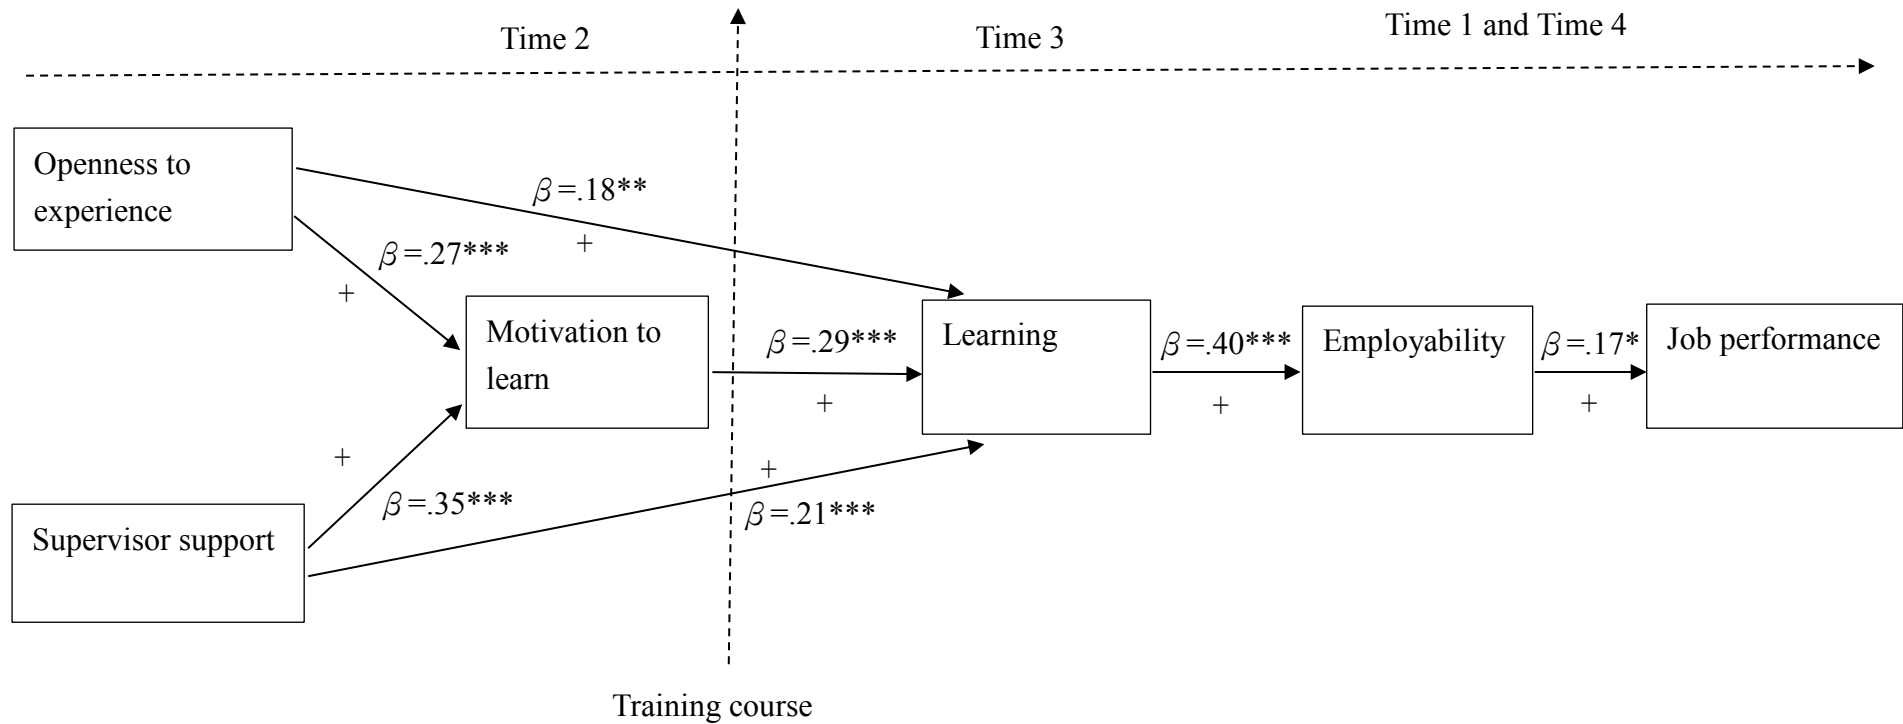 Time 2
Time 3
Time 1 and Time 4
Openness to
experience
β=.18**
+
β=.27***
+
Motivation to
learn
β=.29***
+
Learning
β=.40***
+
Employability
β=.17*
+
Job performance
+
β=.35***
+
β=.21***
Supervisor support
Training course